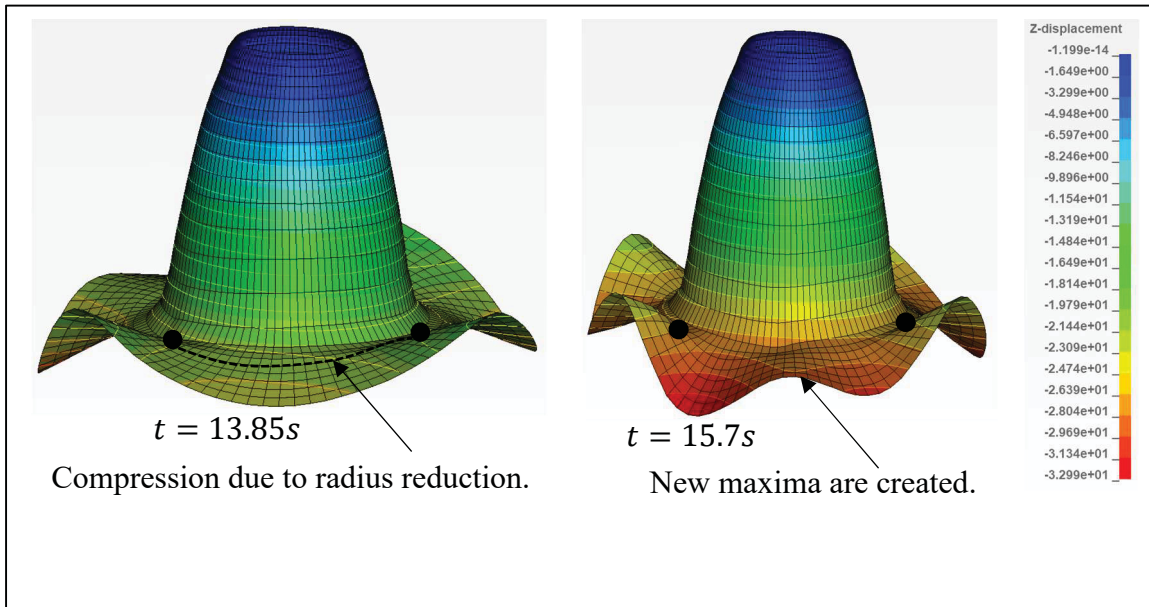 Z-displacement
-1.199e-14
-1.649e+00
-3.299e+00
-4.948e+00
-6.597e+00
-8.246e+00
-9.896e+00
-1.154e+01
-1.319e+01
-1.484e+01
-1.649e+01
-1.814e+01
-1.979e+01
-2.144e+01
-2.309e+01
-2.474e+01
-2.639e+01
-2.804e+01
-2.969e+01
-3.134e+01
-3.299e+01
t = 13.85s
Compression due to radius reduction.
t = 15.7s
New maxima are created.